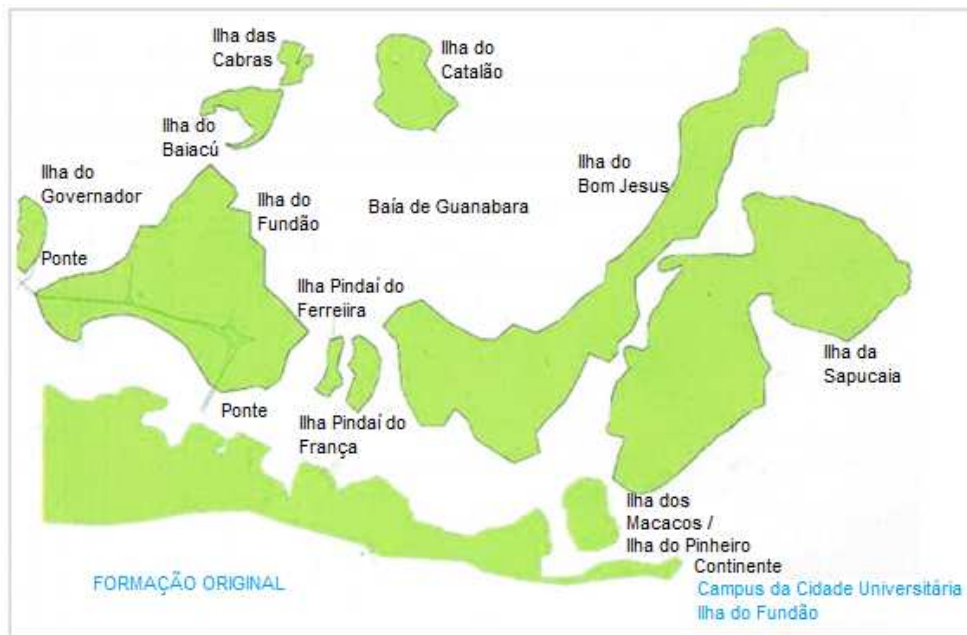 Ilha das
Cabras
Ilha do
Catalão
Ilha do
Baiacú
Ilha do
Governador
Ilha do
Fundão
Baía de Guanabara
Ilha do
Bom Jesus
Ponte
Ilha Pindaí do
Ferreiira
Ilha da
Sapucaia
Ponte
Ilha Pindaí do
França
Ilha dos
Macacos /
Ilha do Pinheiro
Continente
FORMAÇÃO ORIGINAL
Campus da Cidade Universitária
Ilha do Fundão